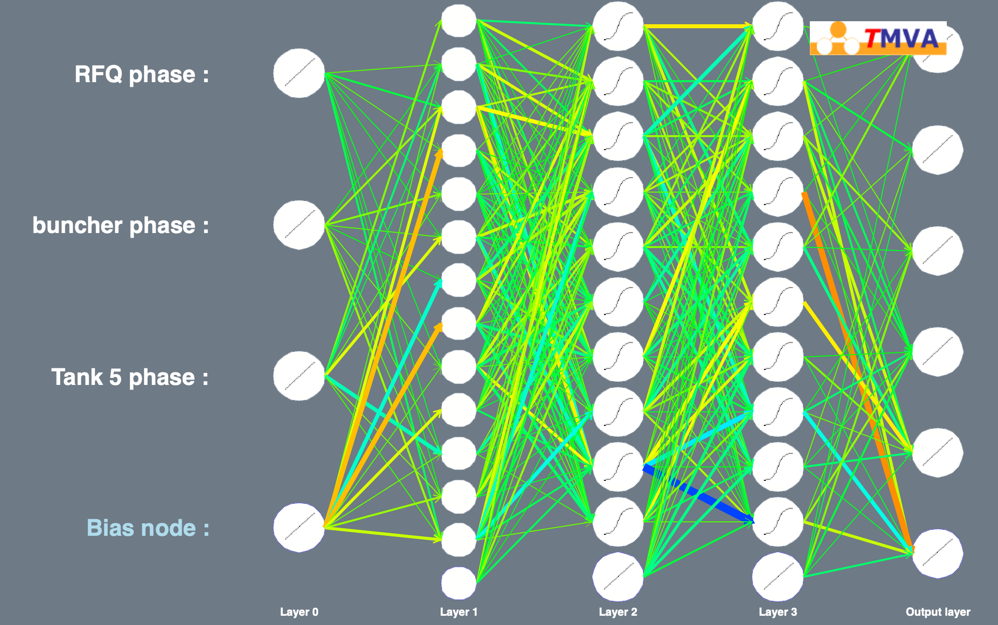 TMVA
RFQ phase :
buncher phase :
Tank 5 phase :
Bias node :
Layer 0
Layer 1
Layer 2
Layer 3
Output layer